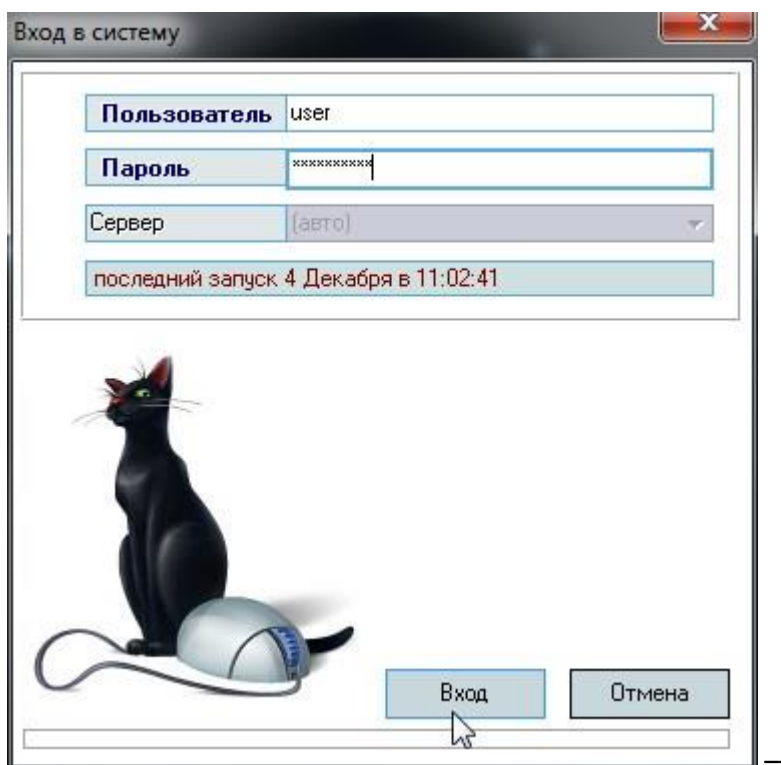 Вход в систему
Пользователь user
Пароль **********
Сервер (авто)
последний запуск 4 Декабря в 11:02:41
Вход Отмена